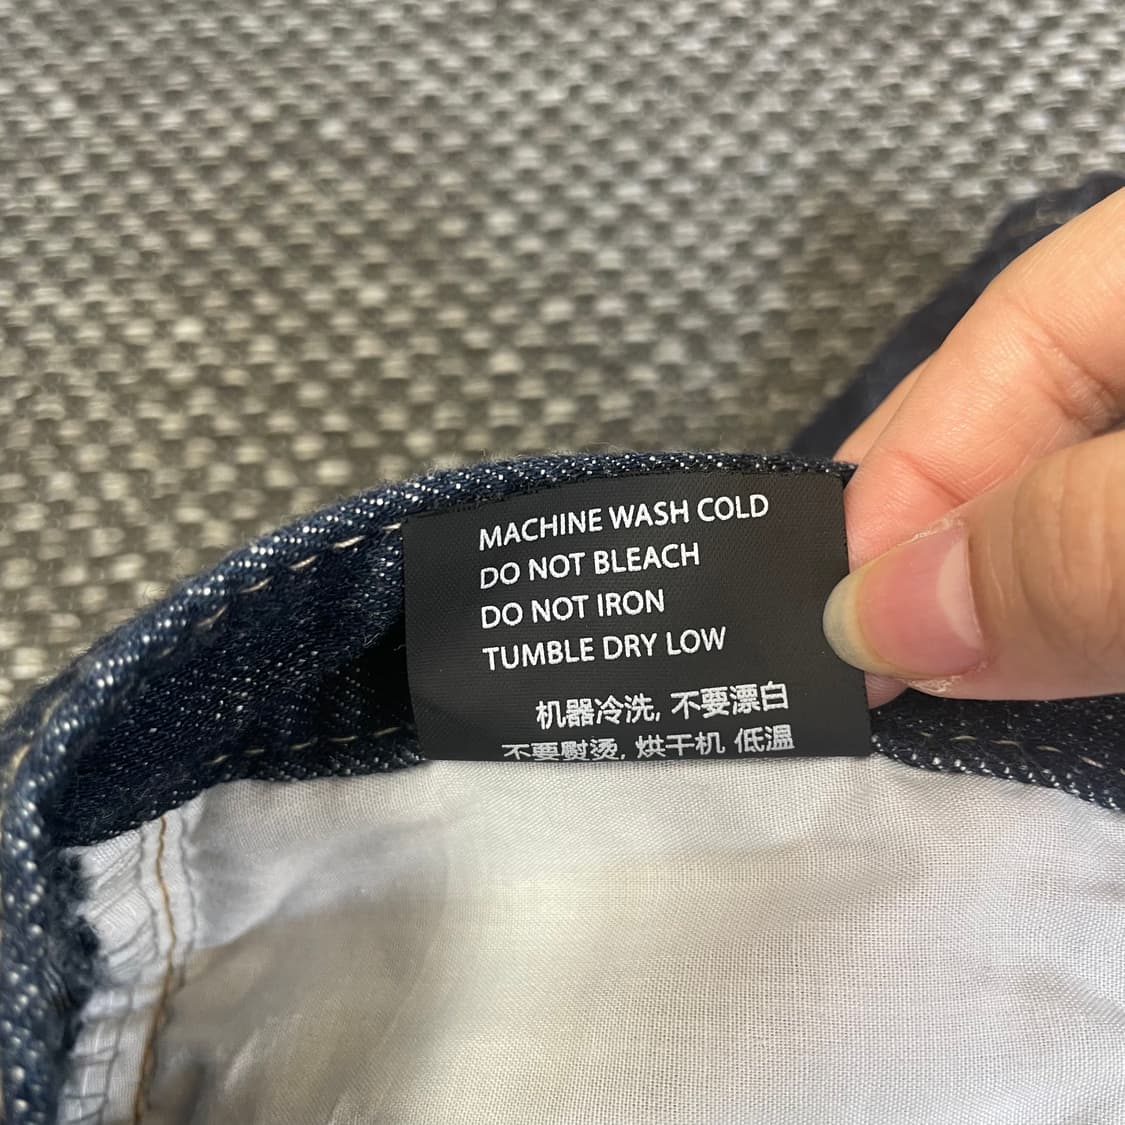 MACHINE WASH COLD
DO NOT BLEACH
DO NOT IRON
TUMBLE DRY LOW
机器冷洗, 不要漂白
不要熨烫, 烘干机 低温